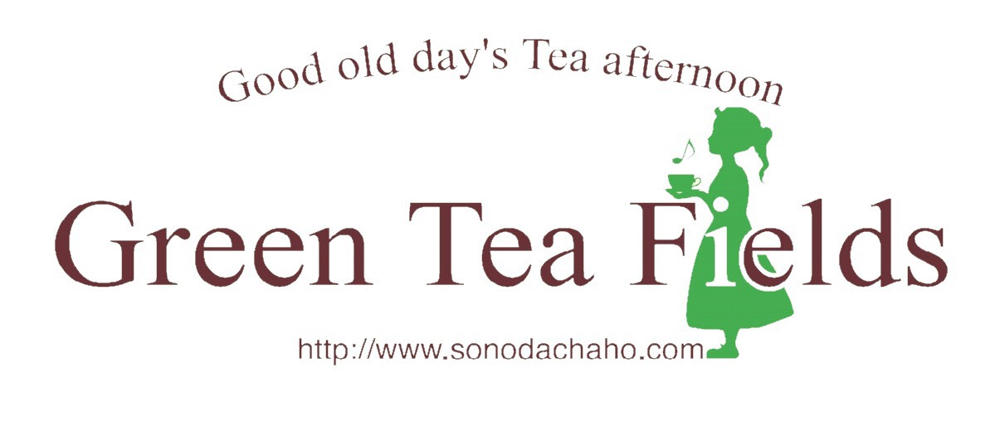 Good old day's Tea afternoon
Green Tea Fields
http://www.sonodachaho.com